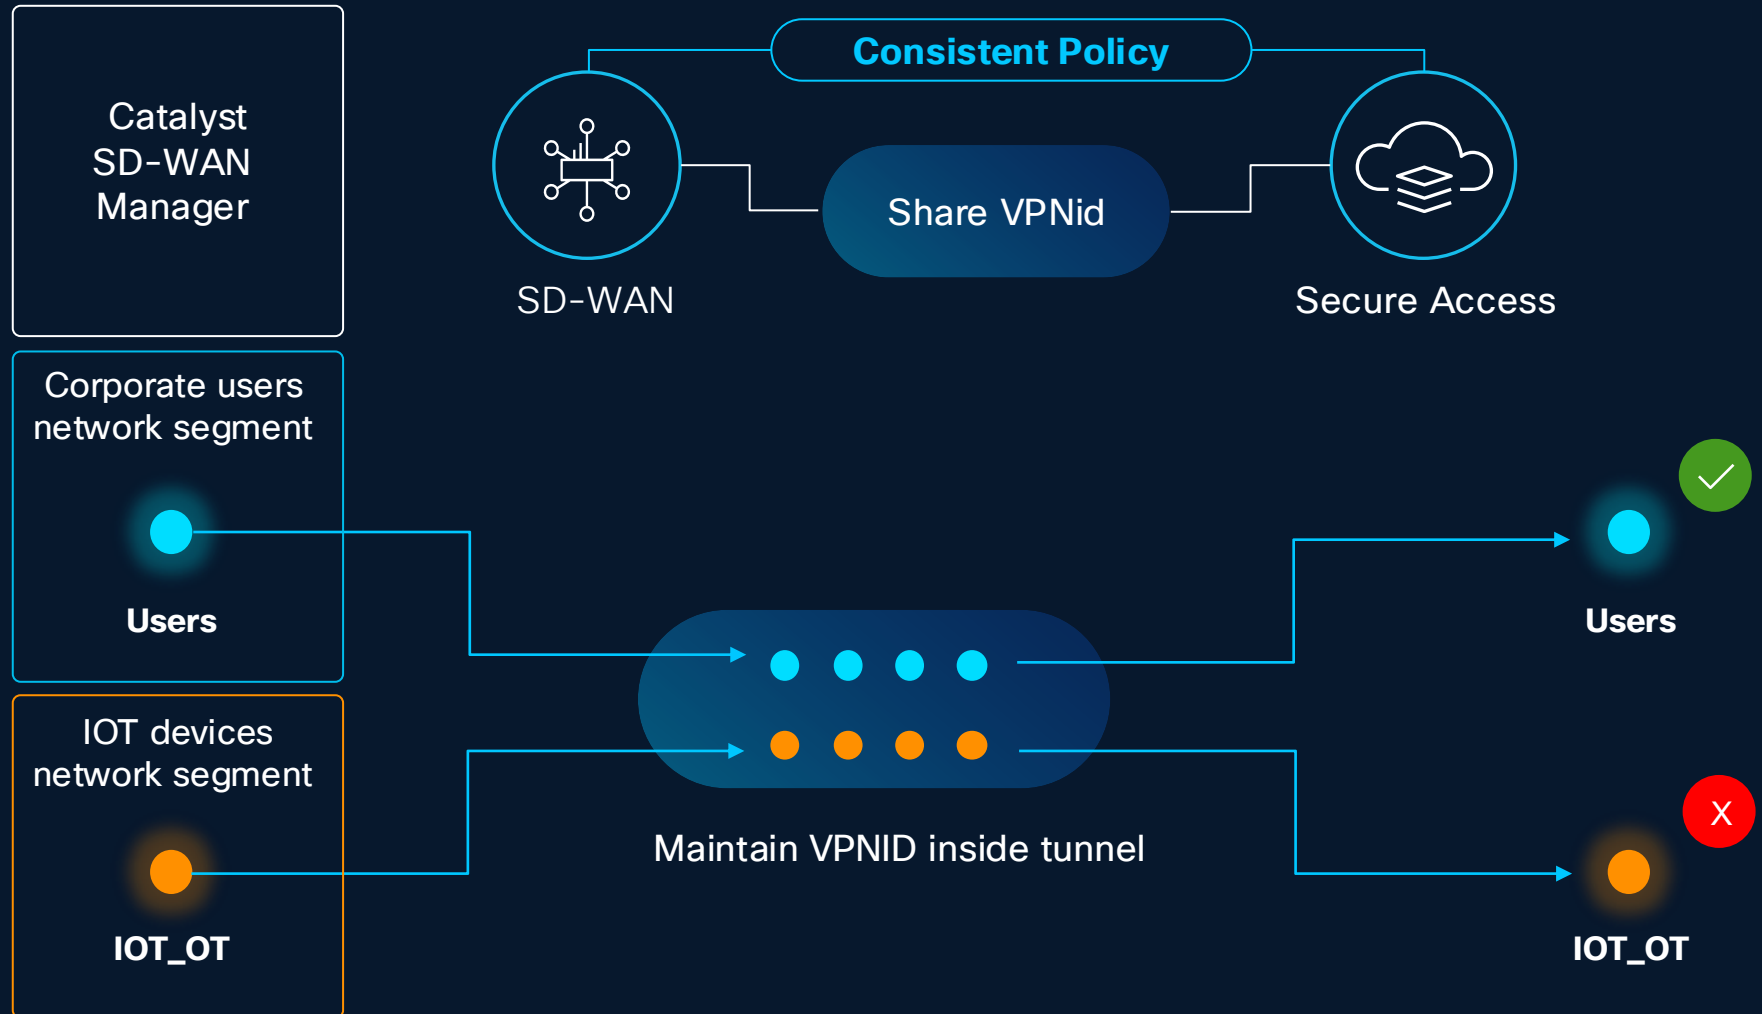 Consistent Policy
Catalyst
SD-WAN
Manager
Share VPNid
SD-WAN
Secure Access
Corporate users
network segment
Users
Users
IOT devices
network segment
X
Maintain VPNID inside tunnel
IOT_OT
IOT_OT